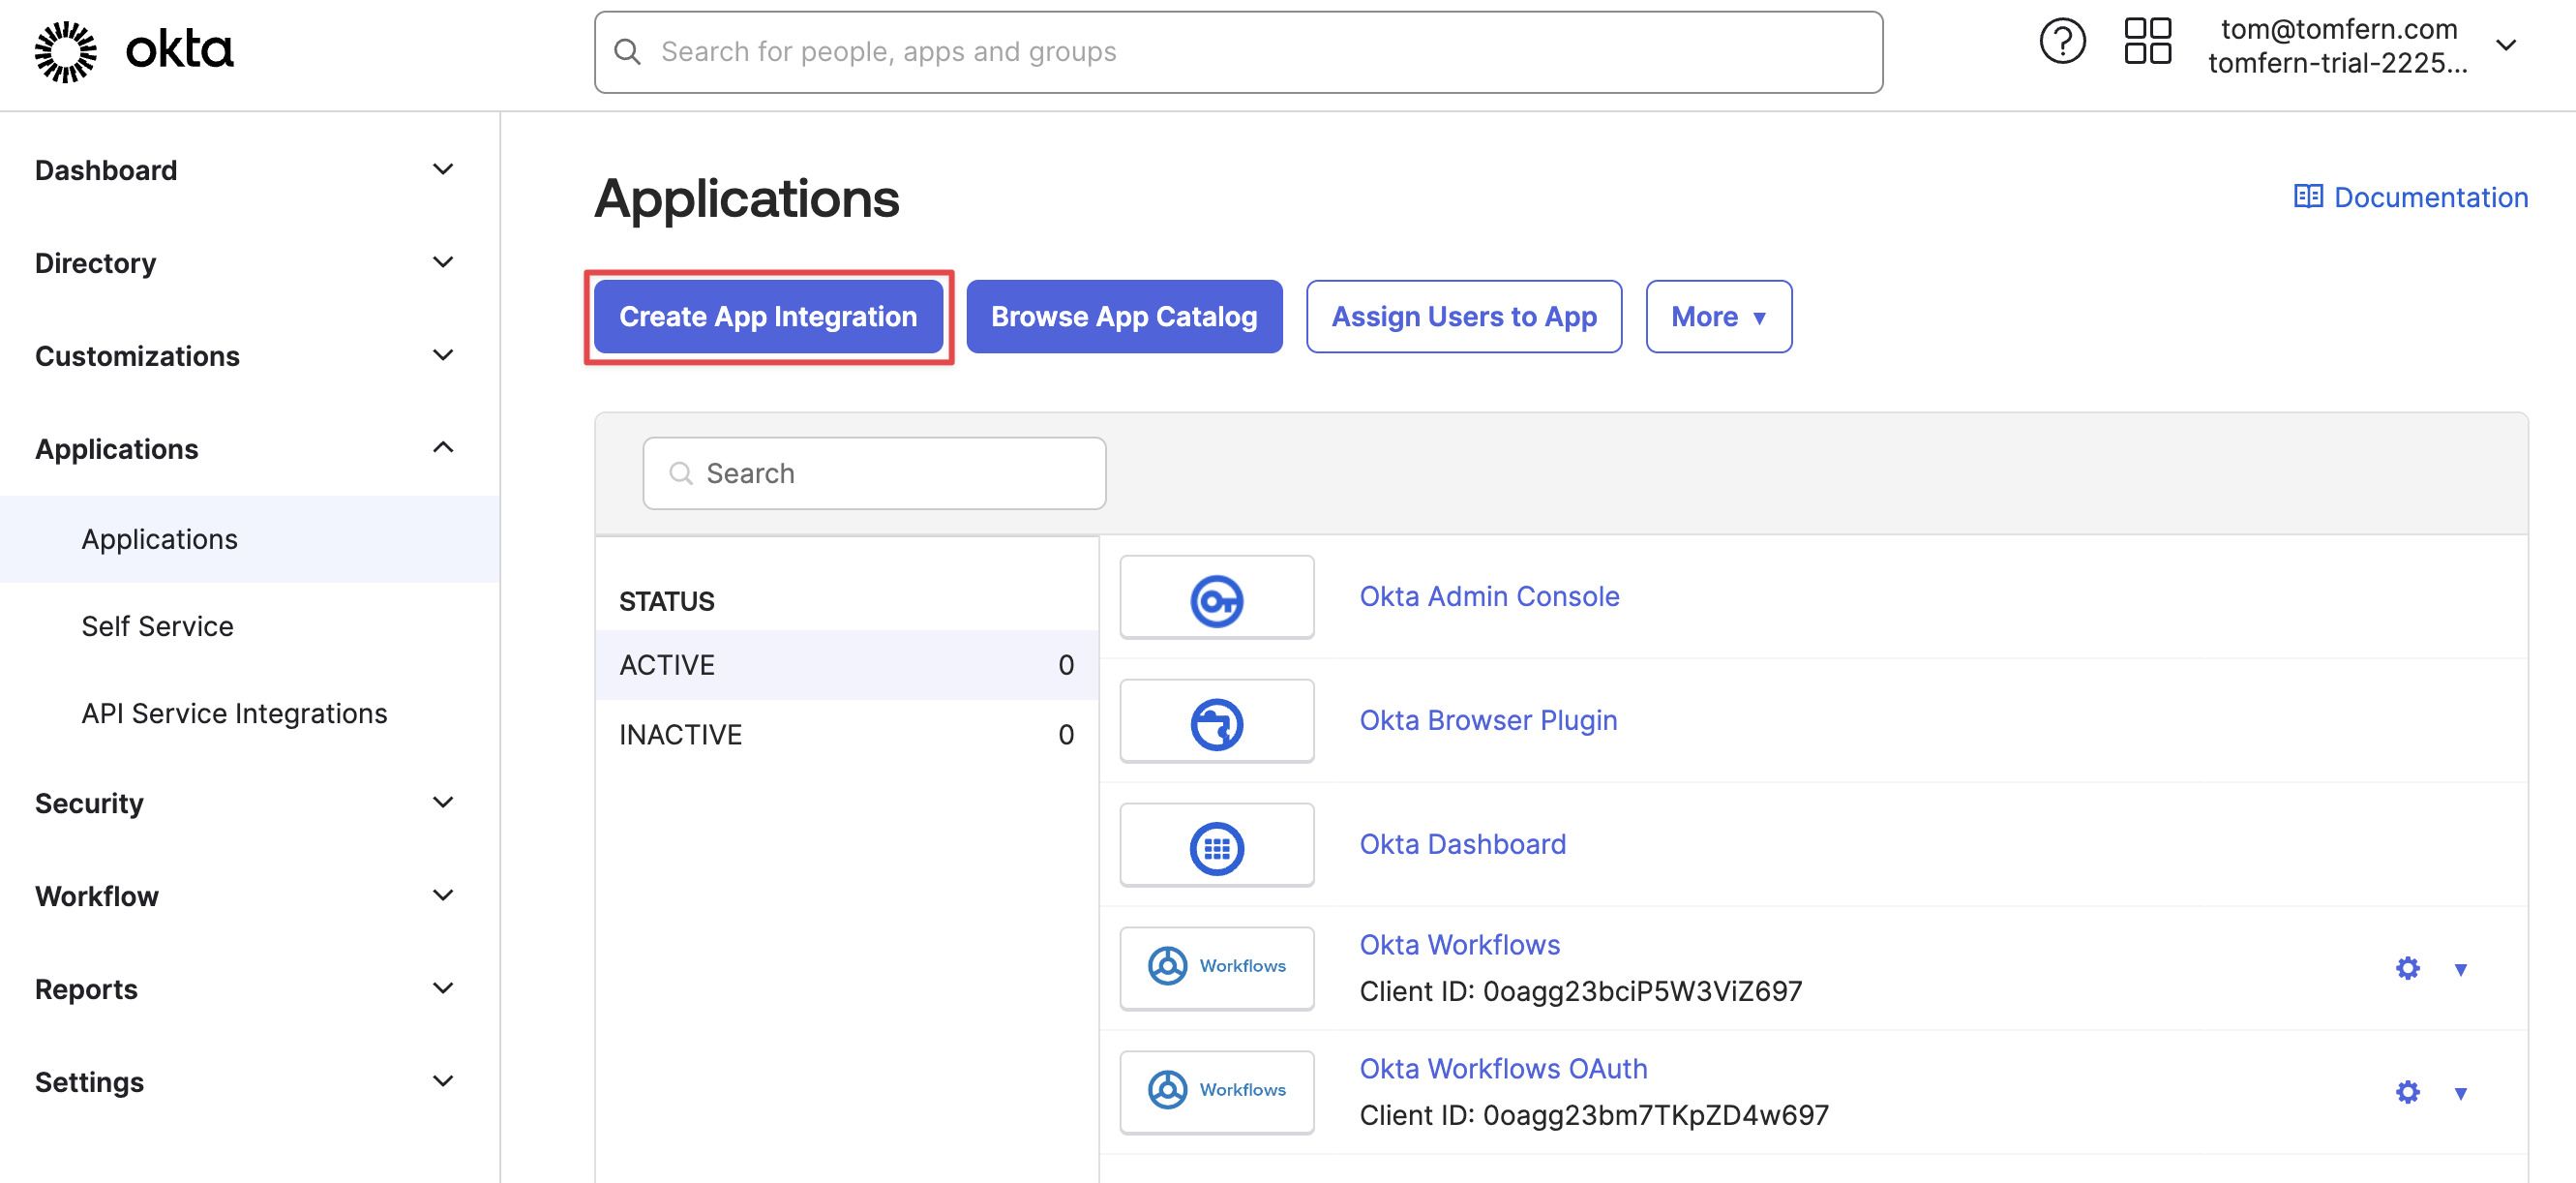 okta
Search for people, apps and groups
tom@tomfern.com
tomfern-trial-2225...
Dashboard
Directory
Customizations
Applications
Applications
Self Service
API Service Integrations
Security
Workflow
Reports
Settings
Applications
Documentation
Create App Integration
Browse App Catalog
Assign Users to App
More
Search
STATUS
ACTIVE 0
INACTIVE 0
Okta Admin Console
Okta Browser Plugin
Okta Dashboard
Workflows
Okta Workflows
Client ID: 0oagg23bciP5W3ViZ697
Workflows
Okta Workflows OAuth
Client ID: 0oagg23bm7TKpZD4w697